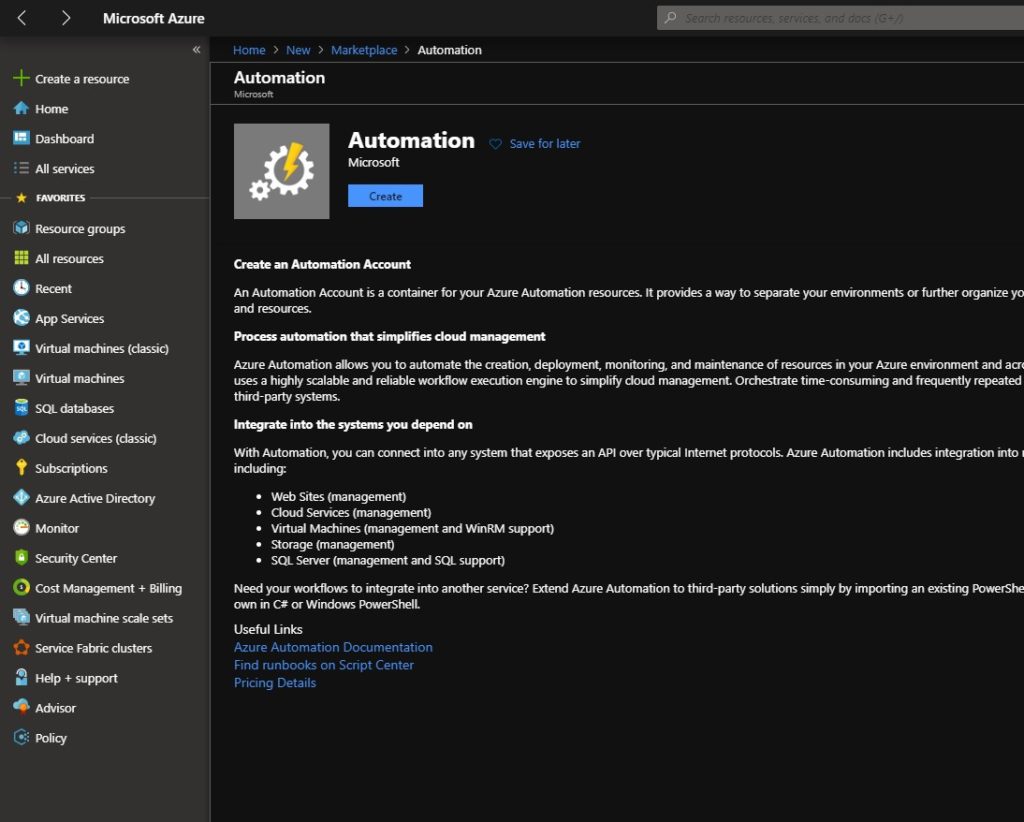 Microsoft Azure
Search resources, services, and docs (G+/)
«
Home > New > Marketplace > Automation
Automation
Microsoft
Create a resource
Home
Dashboard
All services
FAVORITES
Resource groups
All resources
Recent
App Services
Virtual machines (classic)
Virtual machines
SQL databases
Cloud services (classic)
Subscriptions
Azure Active Directory
Monitor
Security Center
Cost Management + Billing
Virtual machine scale sets
Service Fabric clusters
Help + support
Advisor
Policy
Automation
Save for later
Microsoft
Create
Create an Automation Account
An Automation Account is a container for your Azure Automation resources. It provides a way to separate your environments or further organize yo
and resources.
Process automation that simplifies cloud management
Azure Automation allows you to automate the creation, deployment, monitoring, and maintenance of resources in your Azure environment and acro
uses a highly scalable and reliable workflow execution engine to simplify cloud management. Orchestrate time-consuming and frequently repeated
third-party systems.
Integrate into the systems you depend on
With Automation, you can connect into any system that exposes an API over typical Internet protocols. Azure Automation includes integration into
including:
• Web Sites (management)
• Cloud Services (management)
• Virtual Machines (management and WinRM support)
• Storage (management)
• SQL Server (management and SQL support)
Need your workflows to integrate into another service? Extend Azure Automation to third-party solutions simply by importing an existing PowerShe
own in C# or Windows PowerShell.
Useful Links
Azure Automation Documentation
Find runbooks on Script Center
Pricing Details